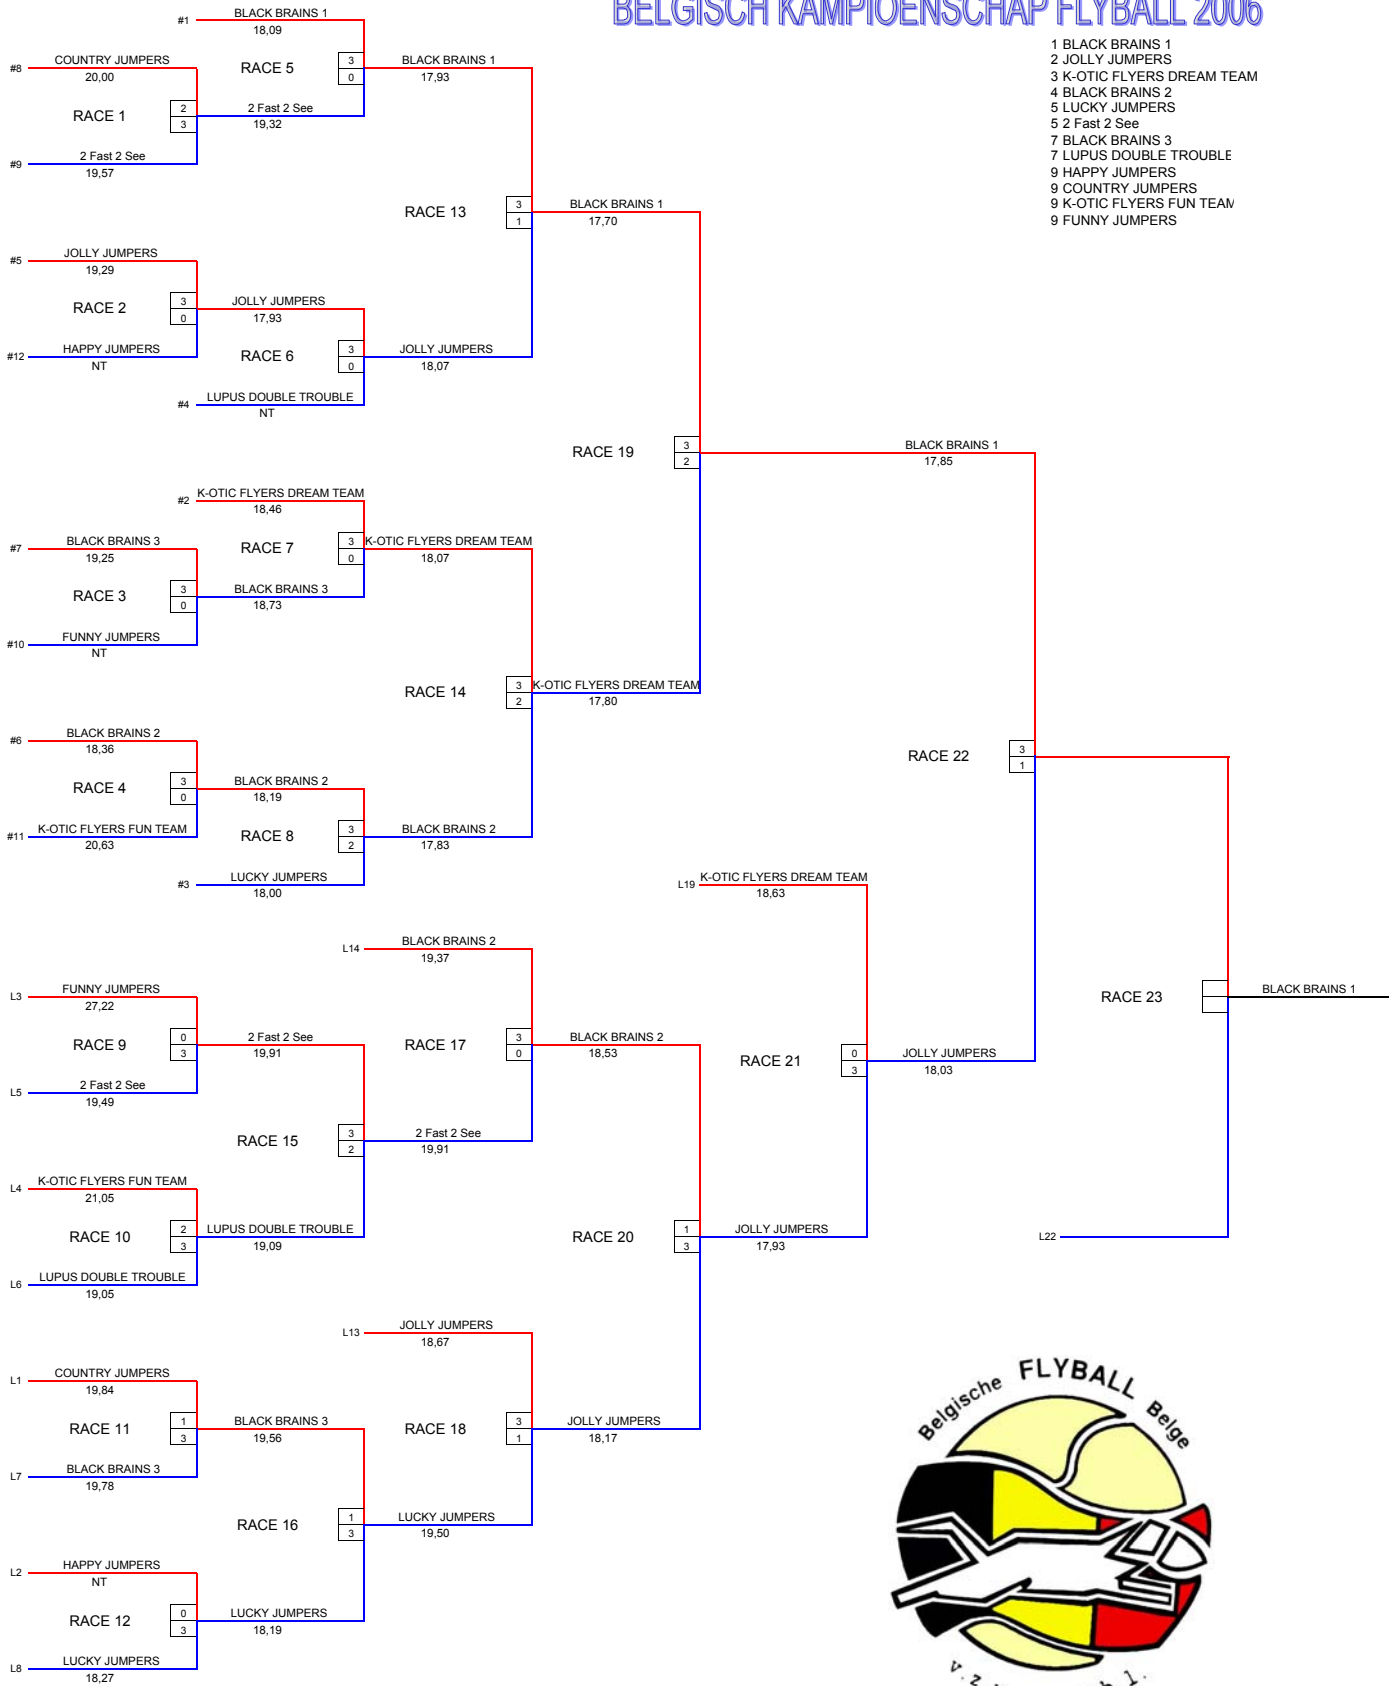 BELGISCH KAMPIOENSCHAP FLYBALL 2006
1 BLACK BRAINS 1
2 JOLLY JUMPERS
3 K-OTIC FLYERS DREAM TEAM
4 BLACK BRAINS 2
5 LUCKY JUMPERS
5 2 Fast 2 See
7 BLACK BRAINS 3
7 LUPUS DOUBLE TROUBLE
9 HAPPY JUMPERS
9 COUNTRY JUMPERS
9 K-OTIC FLYERS FUN TEAM
9 FUNNY JUMPERS
#1 BLACK BRAINS 1
18,09
#8 COUNTRY JUMPERS
20,00
RACE 5 3 0
BLACK BRAINS 1
17,93
RACE 1 2 3
2 Fast 2 See
19,32
#9 2 Fast 2 See
19,57
RACE 13 3 1
BLACK BRAINS 1
17,70
#5 JOLLY JUMPERS
19,29
RACE 2 3 0
JOLLY JUMPERS
17,93
#12 HAPPY JUMPERS
NT
RACE 6 3 0
JOLLY JUMPERS
18,07
#4 LUPUS DOUBLE TROUBLE
NT
RACE 19 3 2
BLACK BRAINS 1
17,85
#2 K-OTIC FLYERS DREAM TEAM
18,46
#7 BLACK BRAINS 3
19,25
RACE 7 3 0
K-OTIC FLYERS DREAM TEAM
18,07
RACE 3 3 0
BLACK BRAINS 3
18,73
#10 FUNNY JUMPERS
NT
RACE 14 3 2
K-OTIC FLYERS DREAM TEAM
17,80
#6 BLACK BRAINS 2
18,36
RACE 22 3 1
RACE 4 3 0
BLACK BRAINS 2
18,19
#11 K-OTIC FLYERS FUN TEAM
20,63
RACE 8 3 2
BLACK BRAINS 2
17,83
#3 LUCKY JUMPERS
18,00
L19 K-OTIC FLYERS DREAM TEAM
18,63
L14 BLACK BRAINS 2
19,37
L3 FUNNY JUMPERS
27,22
RACE 23
BLACK BRAINS 1
RACE 9 0 3
2 Fast 2 See
19,91
RACE 17 3 0
BLACK BRAINS 2
18,53
RACE 21 0 3
JOLLY JUMPERS
18,03
L5 2 Fast 2 See
19,49
RACE 15 3 2
2 Fast 2 See
19,91
L4 K-OTIC FLYERS FUN TEAM
21,05
RACE 10 2 3
LUPUS DOUBLE TROUBLE
19,09
RACE 20 1 3
JOLLY JUMPERS
17,93
L22
L6 LUPUS DOUBLE TROUBLE
19,05
L13 JOLLY JUMPERS
18,67
L1 COUNTRY JUMPERS
19,84
RACE 11 1 3
BLACK BRAINS 3
19,56
RACE 18 3 1
JOLLY JUMPERS
18,17
L7 BLACK BRAINS 3
19,78
RACE 16 1 3
LUCKY JUMPERS
19,50
L2 HAPPY JUMPERS
NT
RACE 12 0 3
LUCKY JUMPERS
18,19
L8 LUCKY JUMPERS
18,27
Belgische FLYBALL Belge